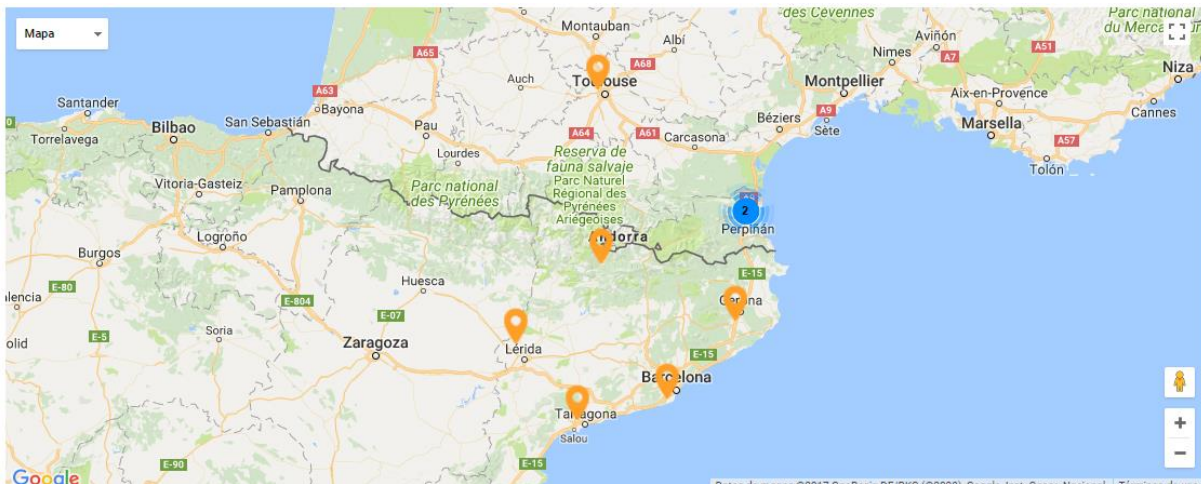 Mapa
des Cévennes
Parc national
du Mercantour
Montauban
Albi
Aviñón
A51
Nimes
A7
A65
A68
Niza
Auch
Toulouse
Montpellier
A63
Aix-en-Provence
Santander
Bayona
A9
Cannes
Béziers
Sète
Marsella
Torrelavega
Bilbao
San Sebastián
Pau
A64
A61
Carcasona
A57
Lourdes
Reserva de
fauna salvaje
Tolón
Parc Naturel
Régional des
Pyrénées
Ariégeoises
Vitoria-Gasteiz
Pamplona
Parc national
des Pyrénées
A9
2
Perpiñán
Logroño
Andorra
Burgos
E-15
Huesca
E-80
E-804
Gerona
E-07
Soria
E-5
Zaragoza
Lérida
E-15
Barcelona
Tarragona
Salou
E-90
E-15
Google